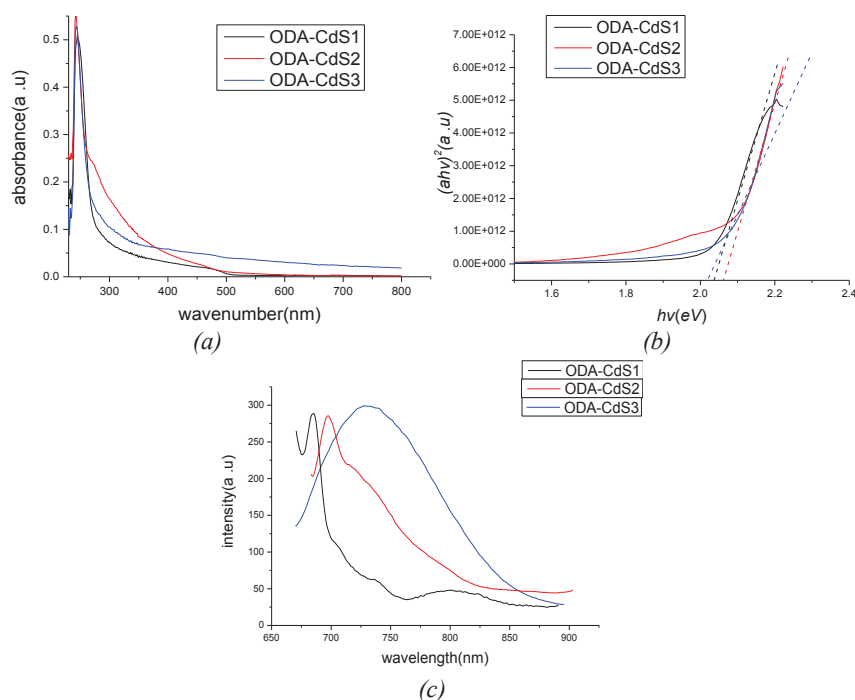 ODA-CdS1
ODA-CdS2
ODA-CdS3
0.5
0.4
0.3
0.2
0.1
0.0
absorbance(a .u)
300 400 500 600 700 800
wavenumber(nm)
(a)
ODA-CdS1
ODA-CdS2
ODA-CdS3
7.00E+012
6.00E+012
5.00E+012
4.00E+012
3.00E+012
2.00E+012
1.00E+012
0.00E+000
(ahv)²(a .u)
1.6 1.8 2.0 2.2 2.4
hv(eV)
(b)
ODA-CdS1
ODA-CdS2
ODA-CdS3
300
250
200
150
100
50
0
intensity(a .u)
650 700 750 800 850 900
wavelength(nm)
(c)